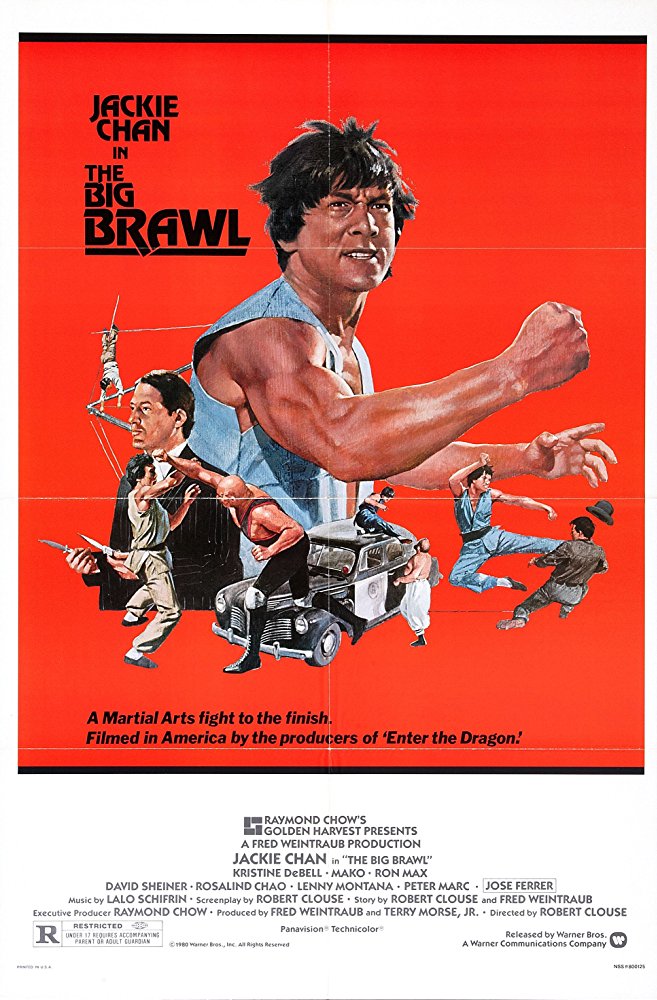 JACKIE
CHAN
IN
THE
BIG
BRAWL
A Martial Arts fight to the finish.
Filmed in America by the producers of 'Enter the Dragon.'
RAYMOND CHOW'S
GOLDEN HARVEST PRESENTS
A FRED WEINTRAUB PRODUCTION
JACKIE CHAN in "THE BIG BRAWL"
KRISTINE DeBELL · MAKO · RON MAX
DAVID SHEINER · ROSALIND CHAO · LENNY MONTANA · PETER MARC · JOSE FERRER
Music by LALO SCHIFRIN · Screenplay by ROBERT CLOUSE · Story by ROBERT CLOUSE and FRED WEINTRAUB
Executive Producer RAYMOND CHOW · Produced by FRED WEINTRAUB and TERRY MORSE, JR. · Directed by ROBERT CLOUSE
R RESTRICTED
UNDER 17 REQUIRES ACCOMPANYING
PARENT OR ADULT GUARDIAN
Panavision® Technicolor®
©1980 Warner Bros., Inc. All Rights Reserved
Released by Warner Bros.
A Warner Communications Company
PRINTED IN U.S.A.
NSS #800125